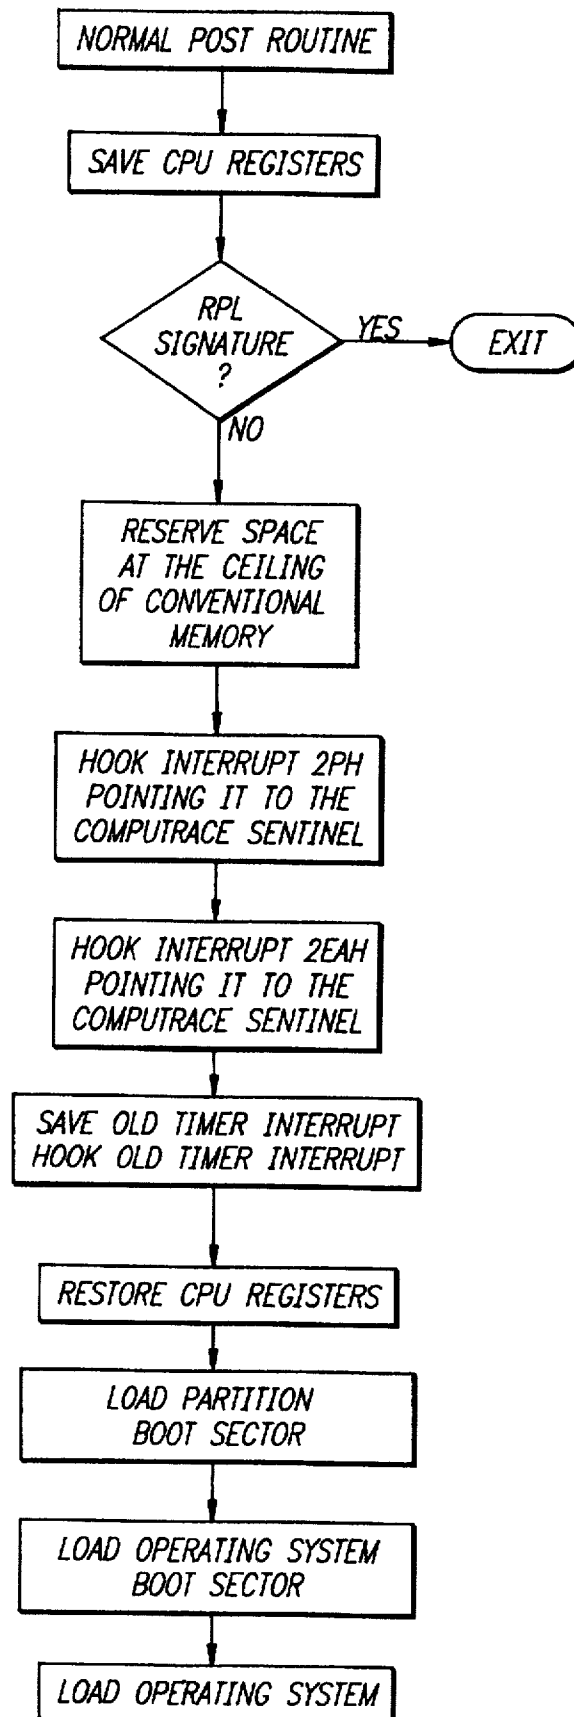 NORMAL POST ROUTINE
SAVE CPU REGISTERS
RPL
SIGNATURE
?
YES
EXIT
NO
RESERVE SPACE
AT THE CEILING
OF CONVENTIONAL
MEMORY
HOOK INTERRUPT 2PH
POINTING IT TO THE
COMPUTRACE SENTINEL
HOOK INTERRUPT 2EAH
POINTING IT TO THE
COMPUTRACE SENTINEL
SAVE OLD TIMER INTERRUPT
HOOK OLD TIMER INTERRUPT
RESTORE CPU REGISTERS
LOAD PARTITION
BOOT SECTOR
LOAD OPERATING SYSTEM
BOOT SECTOR
LOAD OPERATING SYSTEM